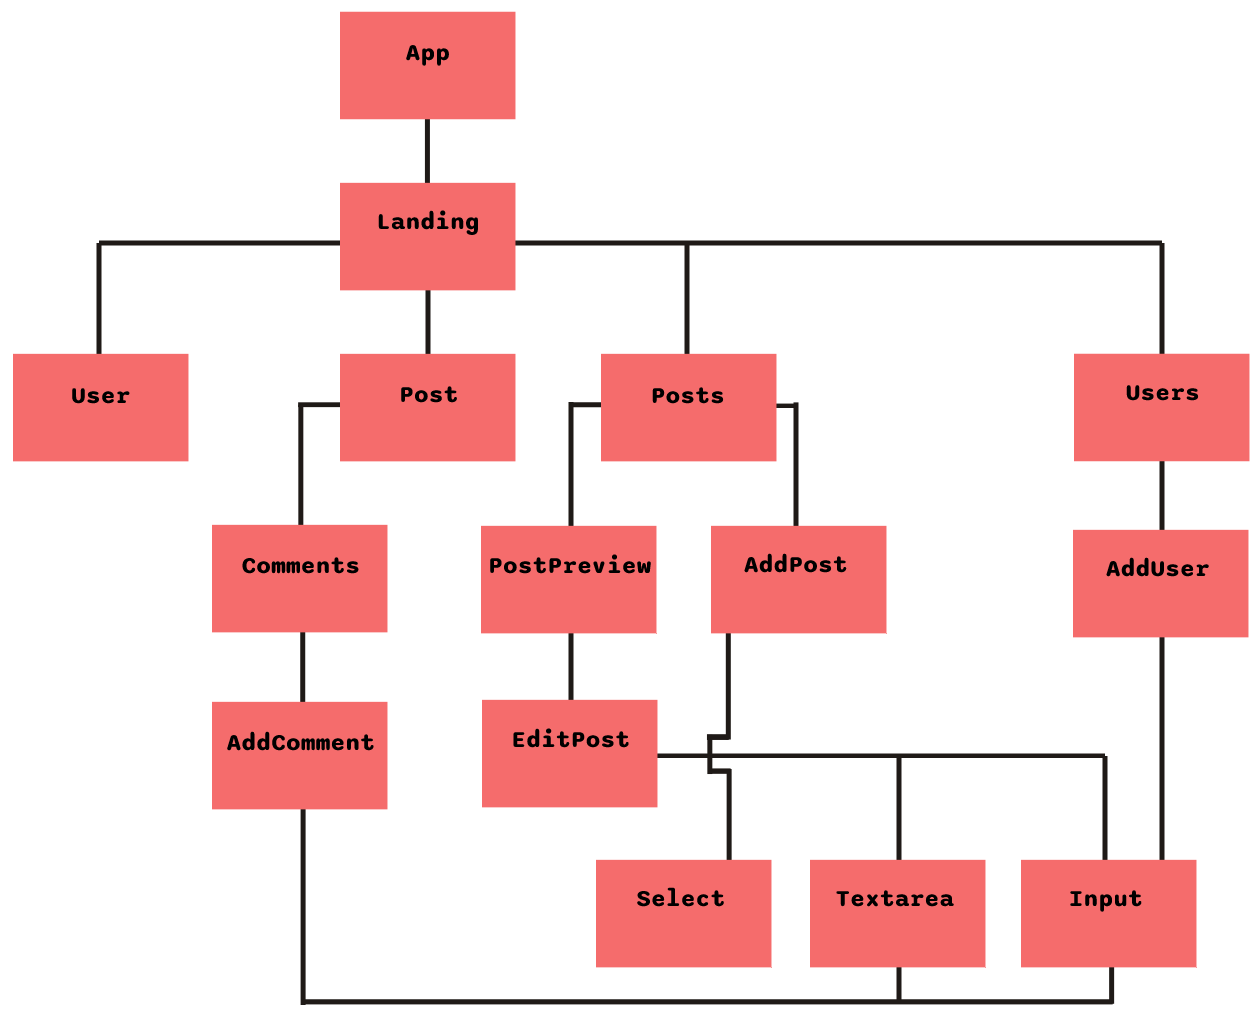 App
Landing
User
Post
Posts
Users
Comments
PostPreview
AddPost
AddUser
AddComment
EditPost
Select
Textarea
Input